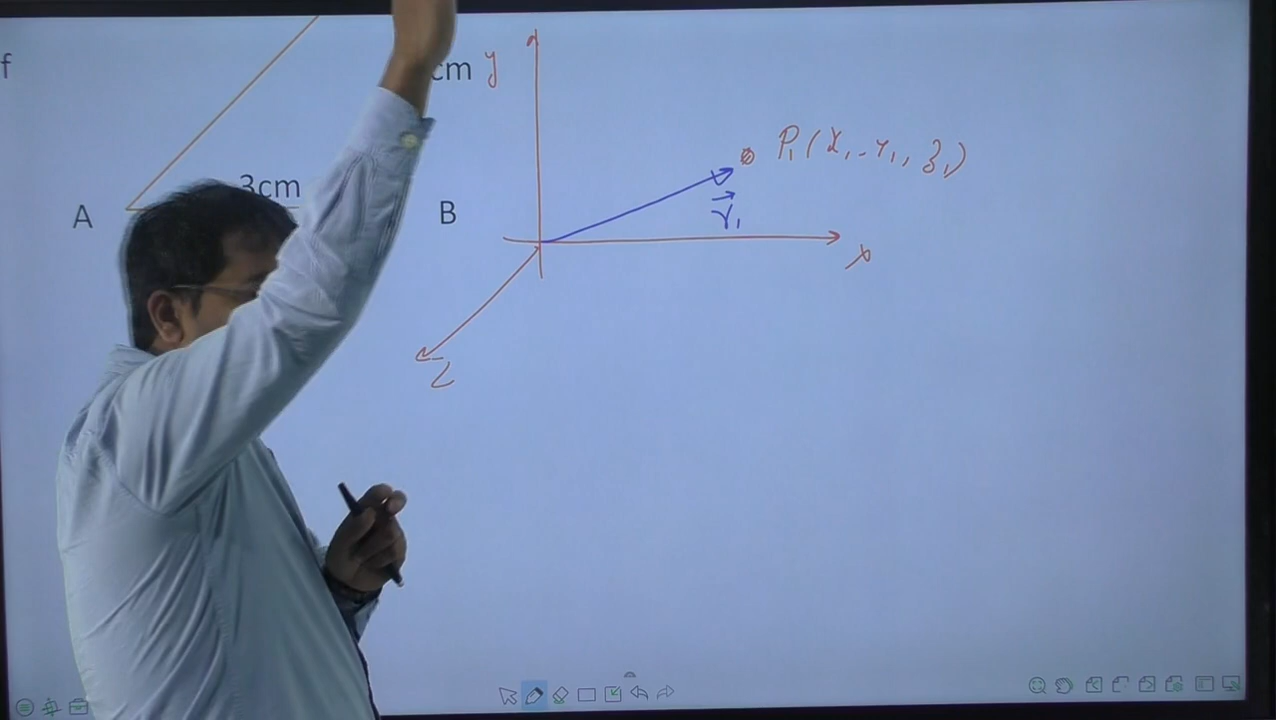 f
cm y
P₁(x₁, y₁, z₁)
3cm
A
B
r⃗₁
x
Z